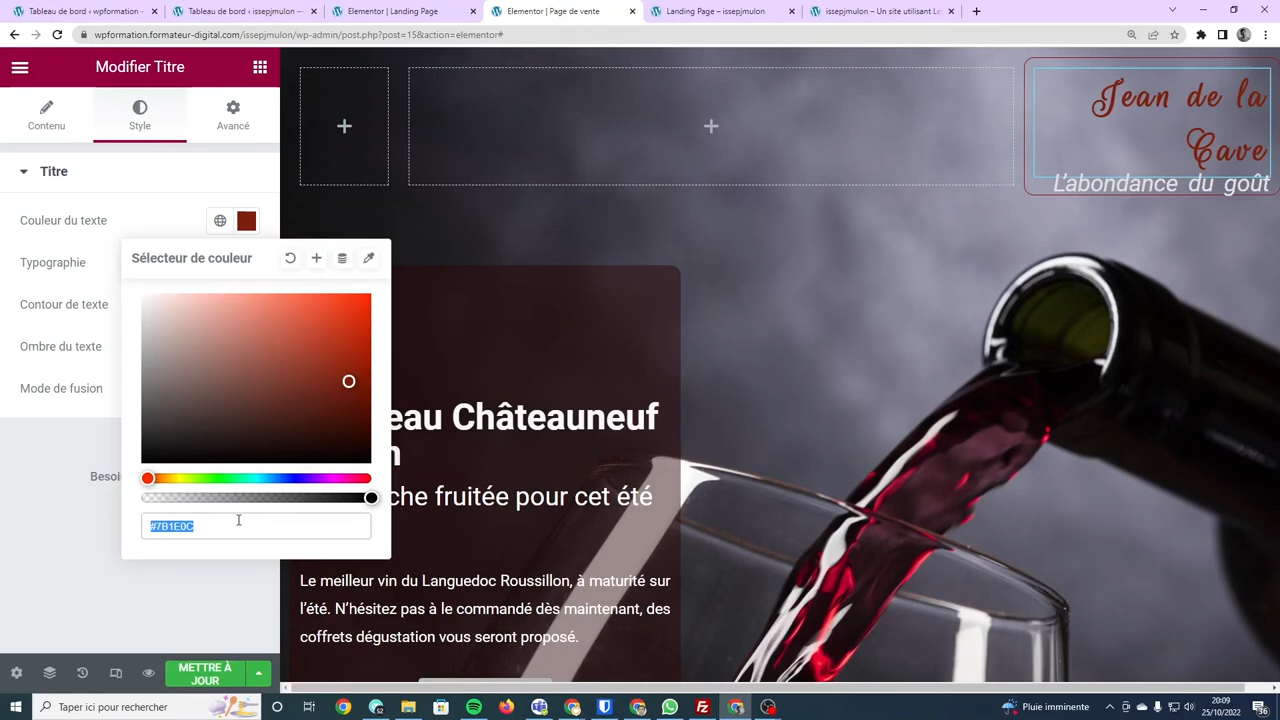 Tableau de bord ‹ issepjmulon
Tableau de bord ‹ issepjmulon
Elementor | Landing Page
Elementor | Page de vente
Landing Page – issepjmulon
issepjmulon – Un site utilisant Le
wpformation.formateur-digital.com/issepjmulon/wp-admin/post.php?post=15&action=elementor#
Modifier Titre
Contenu
Style
Avancé
Titre
Couleur du texte
Typographie
Contour de texte
Ombre du texte
Mode de fusion
Besoi
Sélecteur de couleur
#7B1E0C
METTRE À
JOUR
Jean de la
Cave
L'abondance du goût
eau Châteauneuf
n
che fruitée pour cet été
Le meilleur vin du Languedoc Roussillon, à maturité sur
l'été. N'hésitez pas à le commandé dès maintenant, des
coffrets dégustation vous seront proposé.
Taper ici pour rechercher
Pluie imminente
20:09
25/10/2022